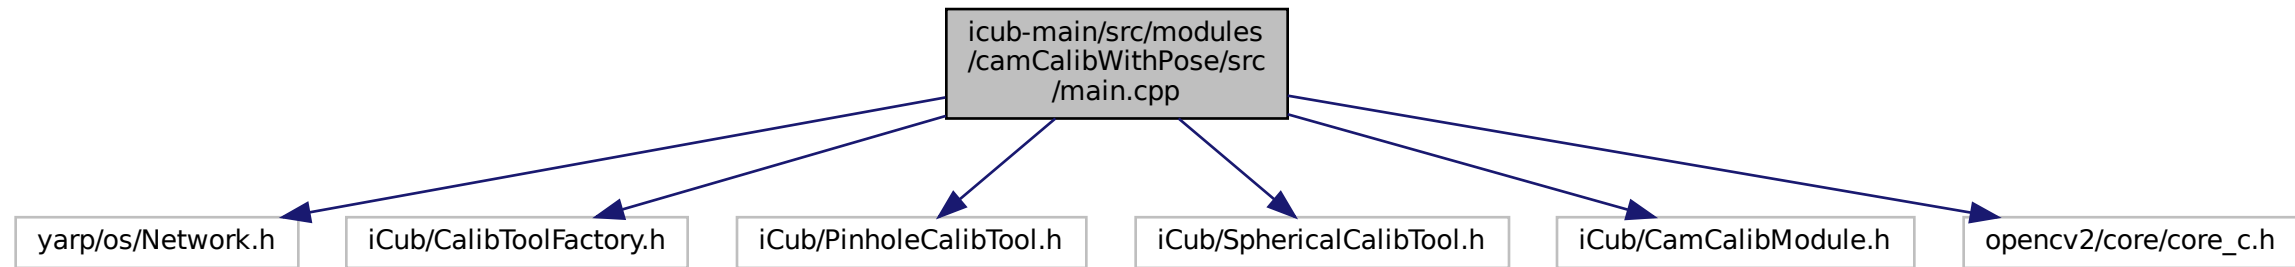 icub-main/src/modules
/camCalibWithPose/src
/main.cpp
yarp/os/Network.h
iCub/CalibToolFactory.h
iCub/PinholeCalibTool.h
iCub/SphericalCalibTool.h
iCub/CamCalibModule.h
opencv2/core/core_c.h